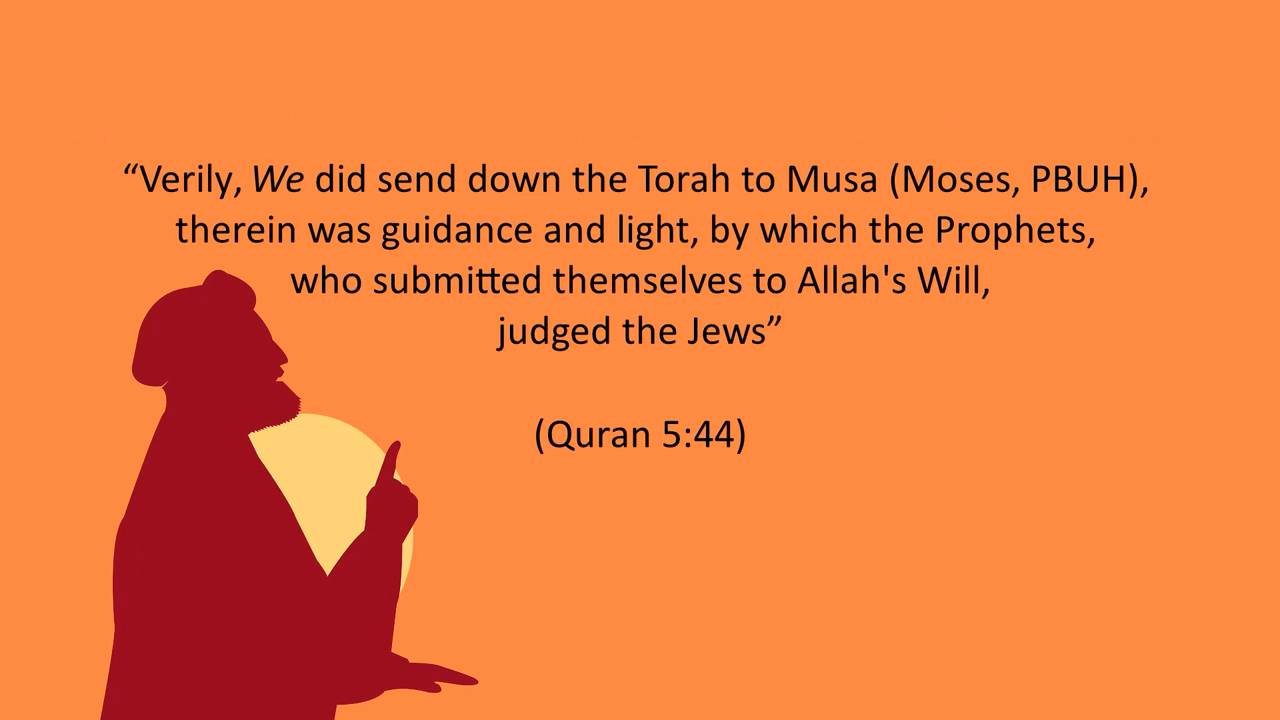 “Verily, We did send down the Torah to Musa (Moses, PBUH),
therein was guidance and light, by which the Prophets,
who submitted themselves to Allah's Will,
judged the Jews”
(Quran 5:44)